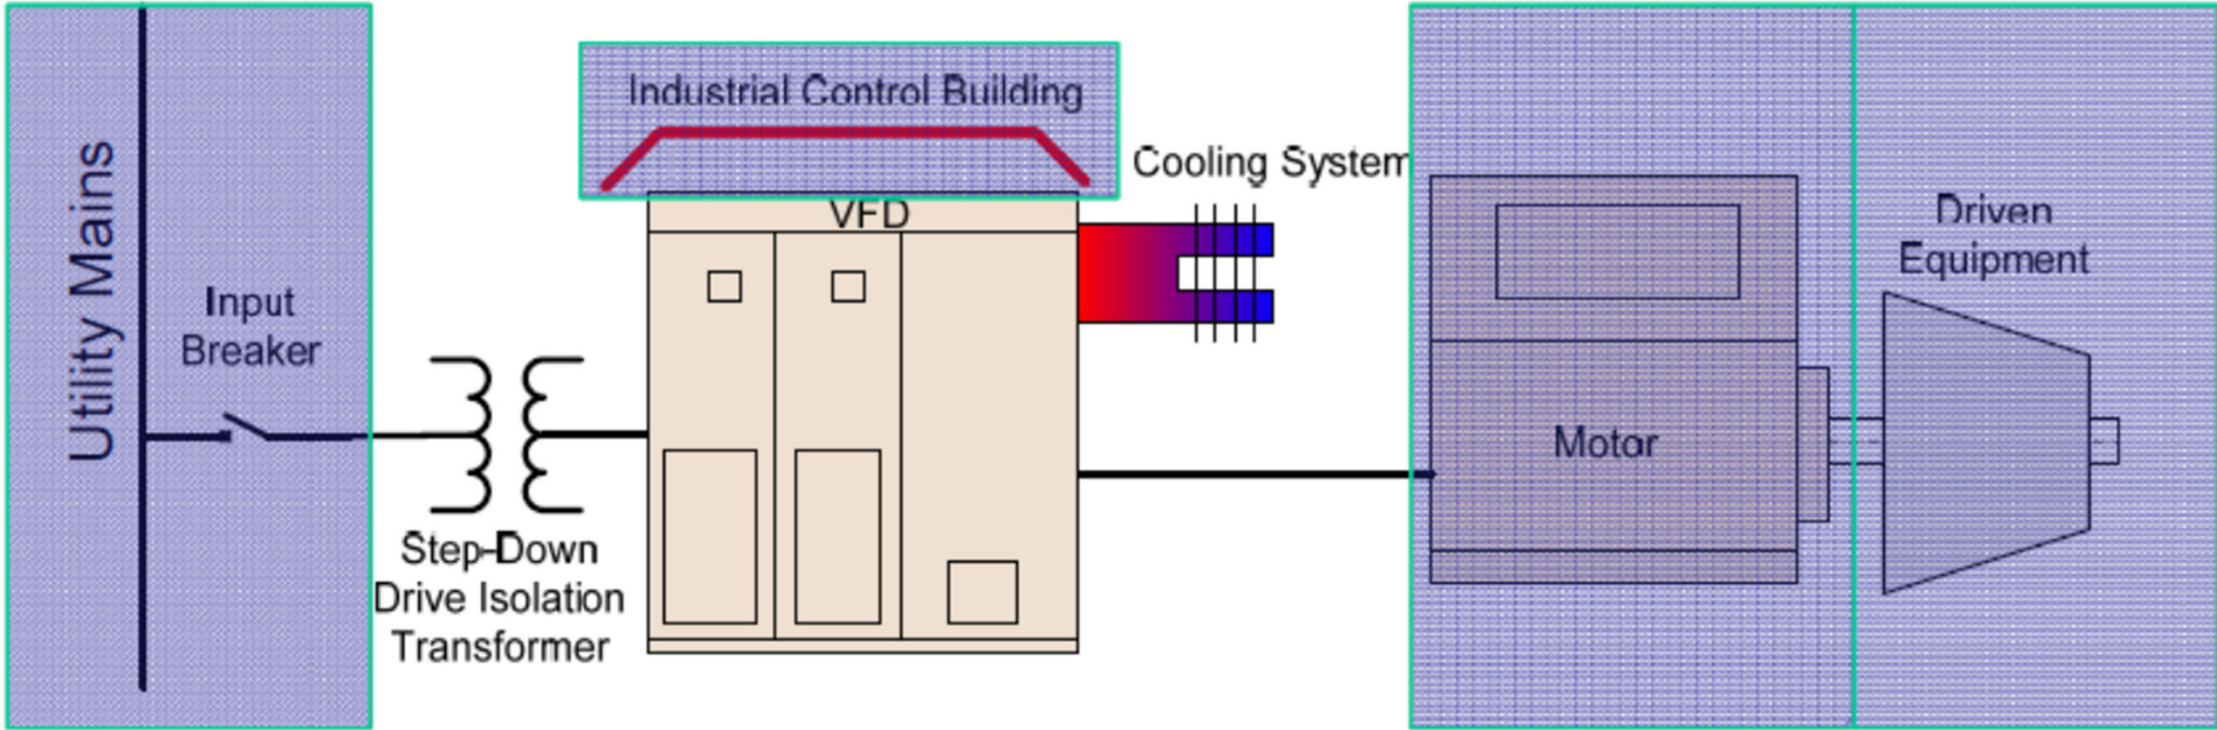 Utility Mains
Input
Breaker
Step-Down
Drive Isolation
Transformer
Industrial Control Building
VFD
Cooling System
Motor
Driven
Equipment